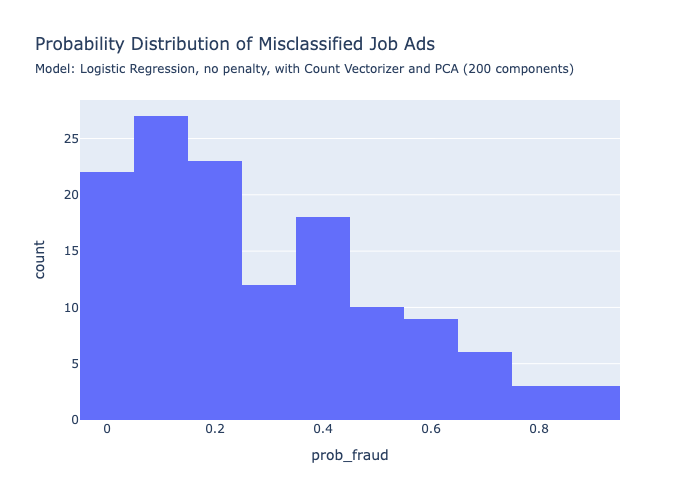 Probability Distribution of Misclassified Job Ads
Model: Logistic Regression, no penalty, with Count Vectorizer and PCA (200 components)
25
20
15
10
5
0
count
0
0.2
0.4
0.6
0.8
prob_fraud